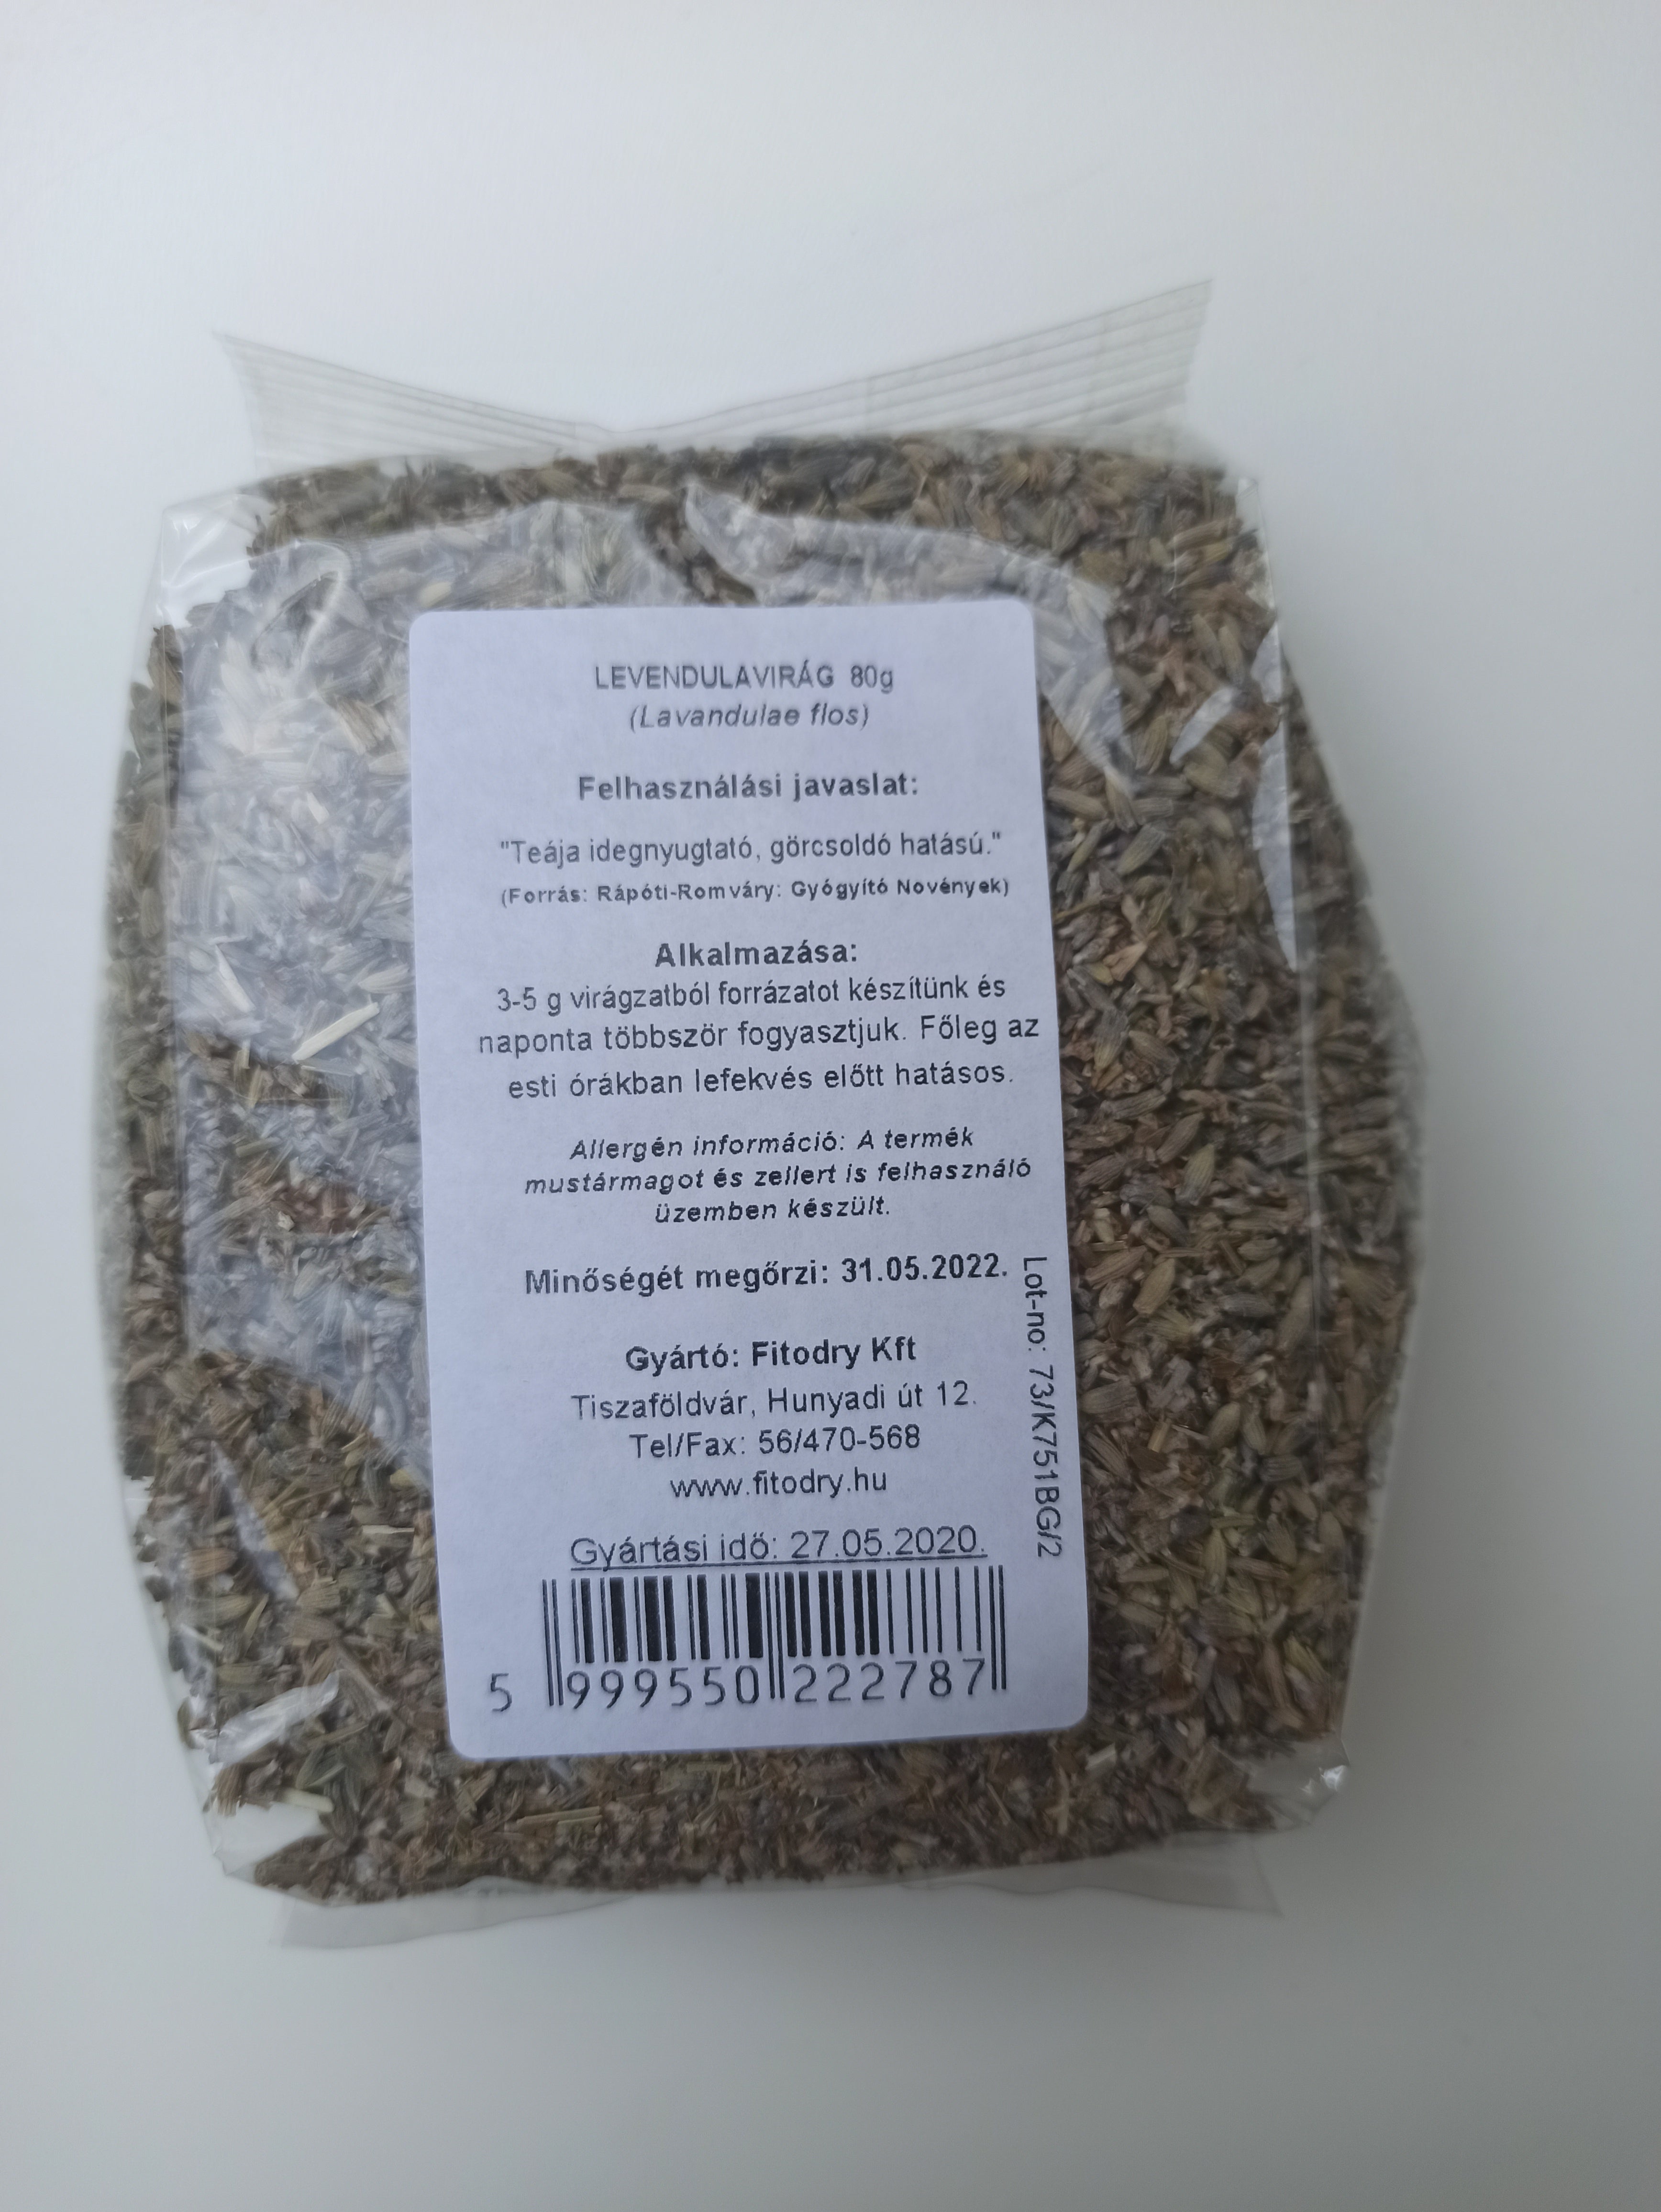 LEVENDULAVIRÁG 80g
(Lavandulae flos)
Felhasználási javaslat:
"Teája idegnyugtató, görcsoldó hatású."
(Forrás: Rápóti-Romváry: Gyógyító Novények)
Alkalmazása:
3-5 g virágzatból forrázatot készítünk és
naponta többször fogyasztjuk. Főleg az
esti órákban lefekvés előtt hatásos.
Allergén információ: A termék
mustármagot és zellert is felhasználó
üzemben készült.
Minőségét megőrzi: 31.05.2022.
Gyártó: Fitodry Kft
Tiszaföldvár, Hunyadi út 12.
Tel/Fax: 56/470-568
www.fitodry.hu
Gyártási idő: 27.05.2020.
5 999550 222787
Lot-no: 73/K751BG/2